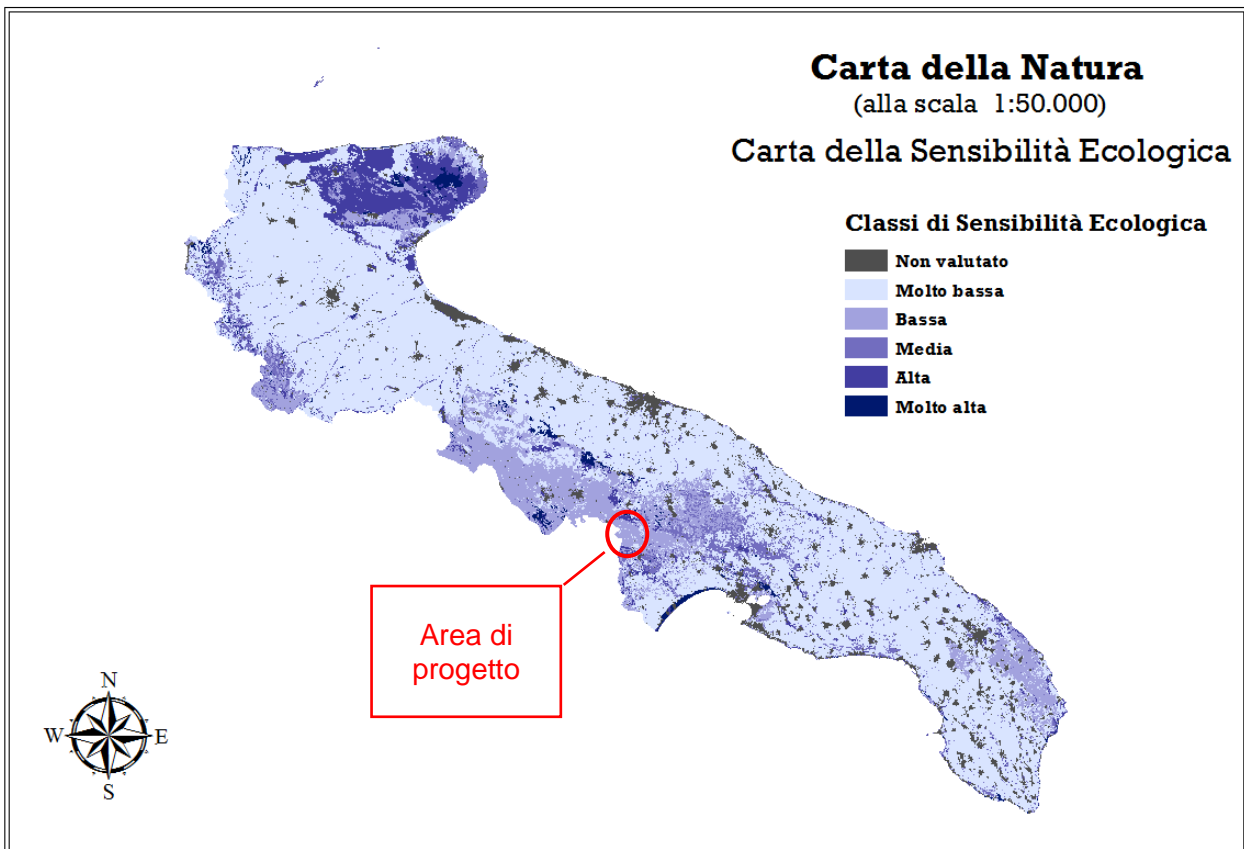 Carta della Natura
(alla scala 1:50.000)
Carta della Sensibilità Ecologica
Classi di Sensibilità Ecologica
Non valutato
Molto bassa
Bassa
Media
Alta
Molto alta
Area di
progetto
N
W E
S